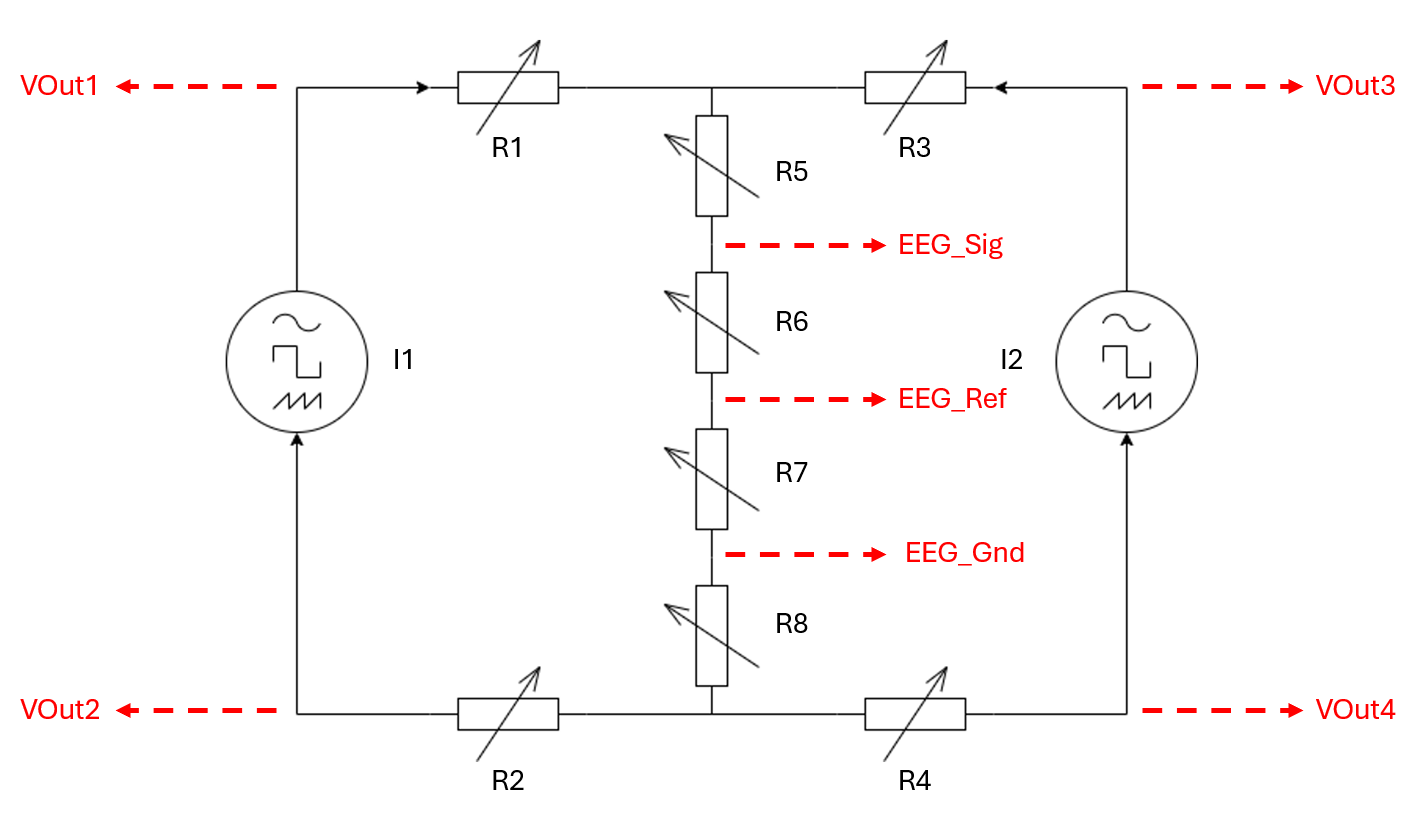 VOut1
VOut3
R1
R3
R5
EEG_Sig
R6
I1
I2
EEG_Ref
R7
EEG_Gnd
R8
VOut2
VOut4
R2
R4